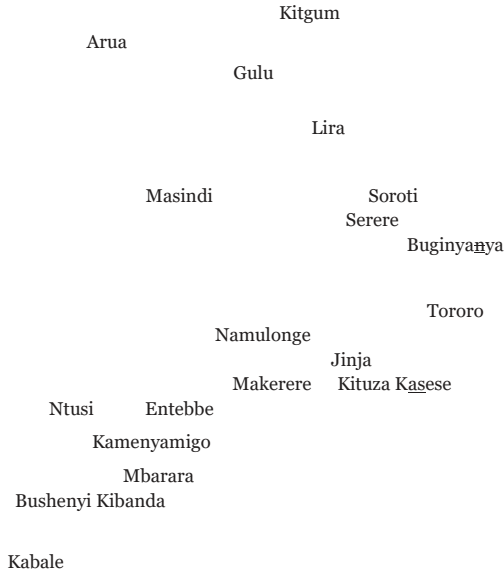 Kitgum
Arua
Gulu
Lira
Masindi Soroti
Serere
Buginyanya
Tororo
Namulonge
Jinja
Makerere Kituza Kasese
Ntusi Entebbe
Kamenyamigo
Mbarara
Bushenyi Kibanda
Kabale